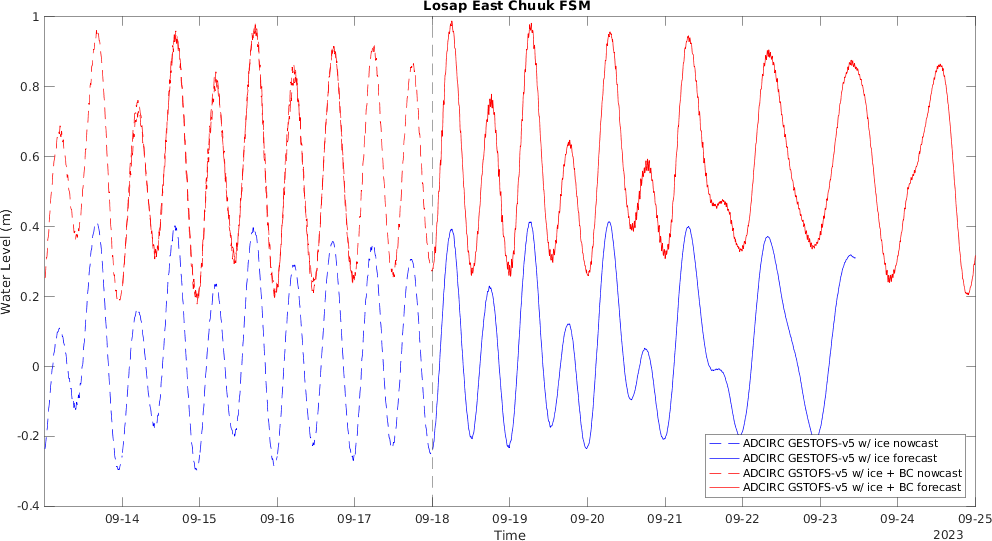 Losap East Chuuk FSM
1
0.8
0.6
0.4
0.2
0
-0.2
-0.4
Water Level (m)
ADCIRC GESTOFS-v5 w/ ice nowcast
ADCIRC GESTOFS-v5 w/ ice forecast
ADCIRC GSTOFS-v5 w/ ice + BC nowcast
ADCIRC GSTOFS-v5 w/ ice + BC forecast
09-14 09-15 09-16 09-17 09-18 09-19 09-20 09-21 09-22 09-23 09-24 09-25
Time
2023